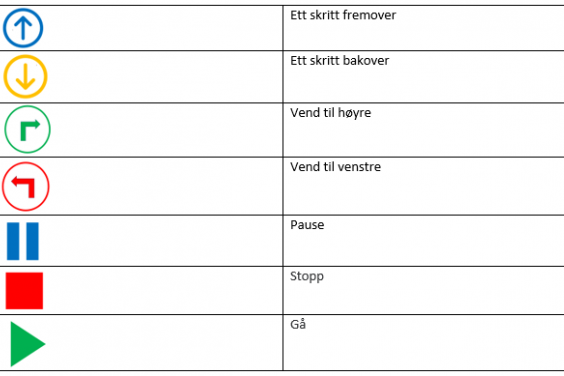 Ett skritt fremover
Ett skritt bakover
Vend til høyre
Vend til venstre
Pause
Stopp
Gå